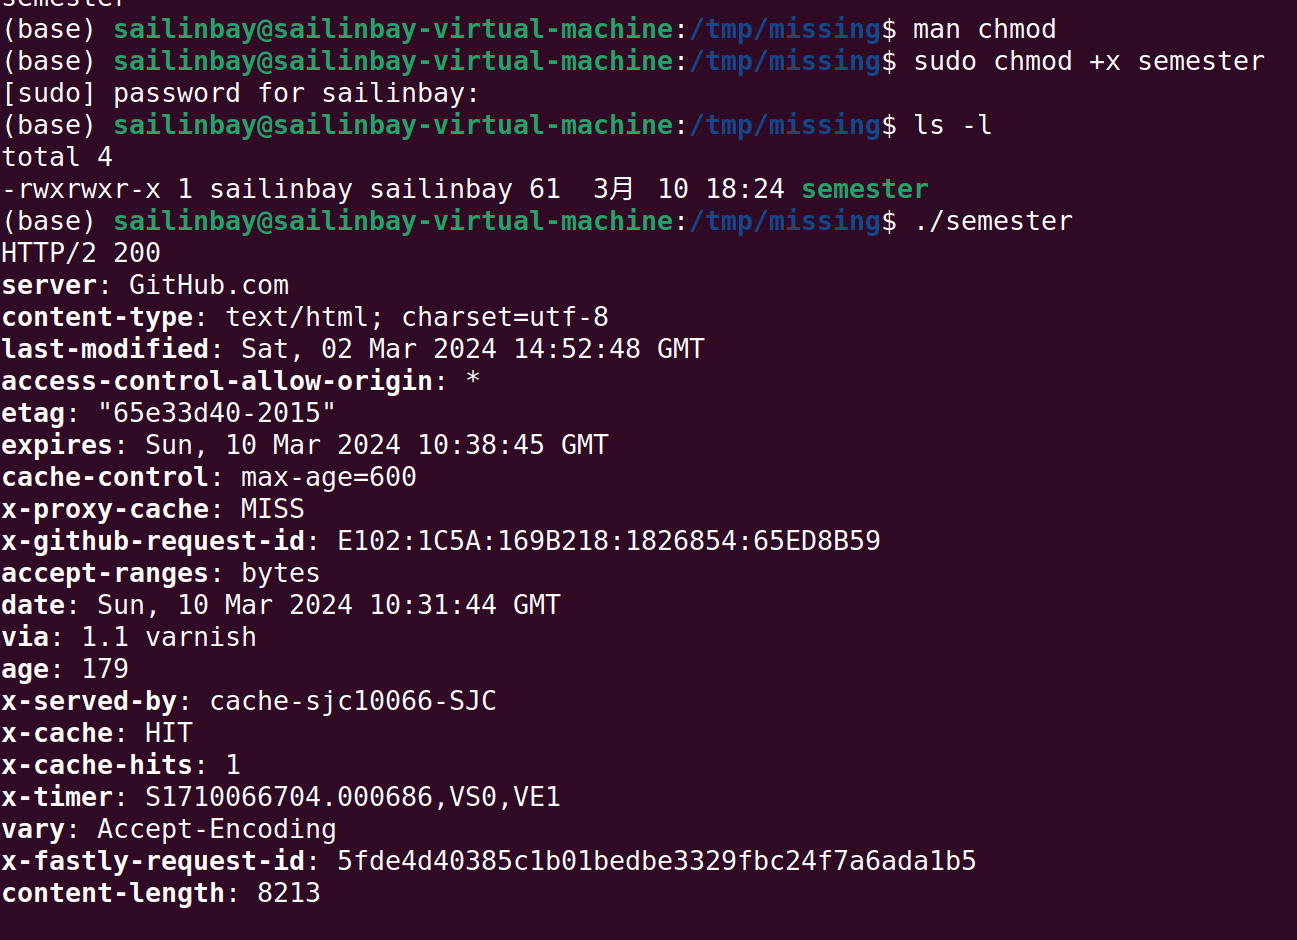 semester
(base) sailinbay@sailinbay-virtual-machine:/tmp/missing$ man chmod
(base) sailinbay@sailinbay-virtual-machine:/tmp/missing$ sudo chmod +x semester
[sudo] password for sailinbay:
(base) sailinbay@sailinbay-virtual-machine:/tmp/missing$ ls -l
total 4
-rwxrwxr-x 1 sailinbay sailinbay 61  3月  10 18:24 semester
(base) sailinbay@sailinbay-virtual-machine:/tmp/missing$ ./semester
HTTP/2 200
server: GitHub.com
content-type: text/html; charset=utf-8
last-modified: Sat, 02 Mar 2024 14:52:48 GMT
access-control-allow-origin: *
etag: "65e33d40-2015"
expires: Sun, 10 Mar 2024 10:38:45 GMT
cache-control: max-age=600
x-proxy-cache: MISS
x-github-request-id: E102:1C5A:169B218:1826854:65ED8B59
accept-ranges: bytes
date: Sun, 10 Mar 2024 10:31:44 GMT
via: 1.1 varnish
age: 179
x-served-by: cache-sjc10066-SJC
x-cache: HIT
x-cache-hits: 1
x-timer: S1710066704.000686,VS0,VE1
vary: Accept-Encoding
x-fastly-request-id: 5fde4d40385c1b01bedbe3329fbc24f7a6ada1b5
content-length: 8213